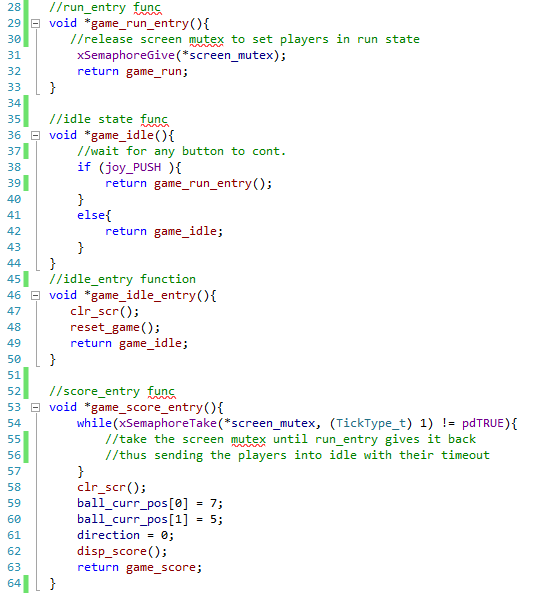 28 //run_entry func
29 void *game_run_entry(){
30 //release screen mutex to set players in run state
31 xSemaphoreGive(*screen_mutex);
32 return game_run;
33 }
34
35 //idle state func
36 void *game_idle(){
37 //wait for any button to cont.
38 if (joy_PUSH ){
39 return game_run_entry();
40 }
41 else{
42 return game_idle;
43 }
44 }
45 //idle_entry function
46 void *game_idle_entry(){
47 clr_scr();
48 reset_game();
49 return game_idle;
50 }
51
52 //score_entry func
53 void *game_score_entry(){
54 while(xSemaphoreTake(*screen_mutex, (TickType_t) 1) != pdTRUE){
55 //take the screen mutex until run_entry gives it back
56 //thus sending the players into idle with their timeout
57 }
58 clr_scr();
59 ball_curr_pos[0] = 7;
60 ball_curr_pos[1] = 5;
61 direction = 0;
62 disp_score();
63 return game_score;
64 }